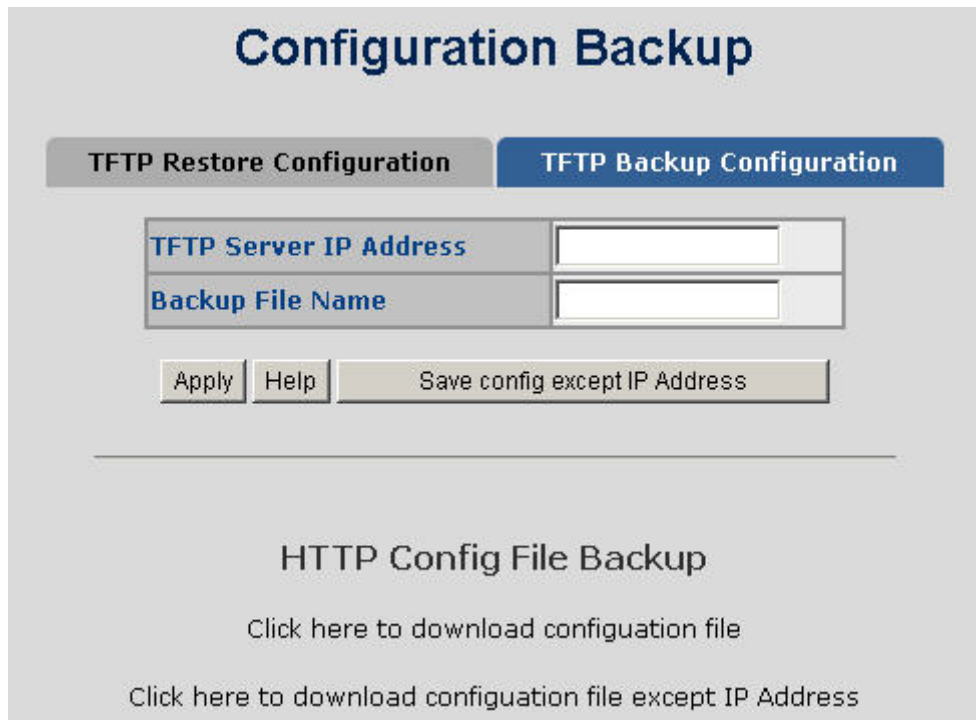 Configuration Backup
TFTP Restore Configuration
TFTP Backup Configuration
TFTP Server IP Address
Backup File Name
Apply
Help
Save config except IP Address
HTTP Config File Backup
Click here to download configuation file
Click here to download configuation file except IP Address